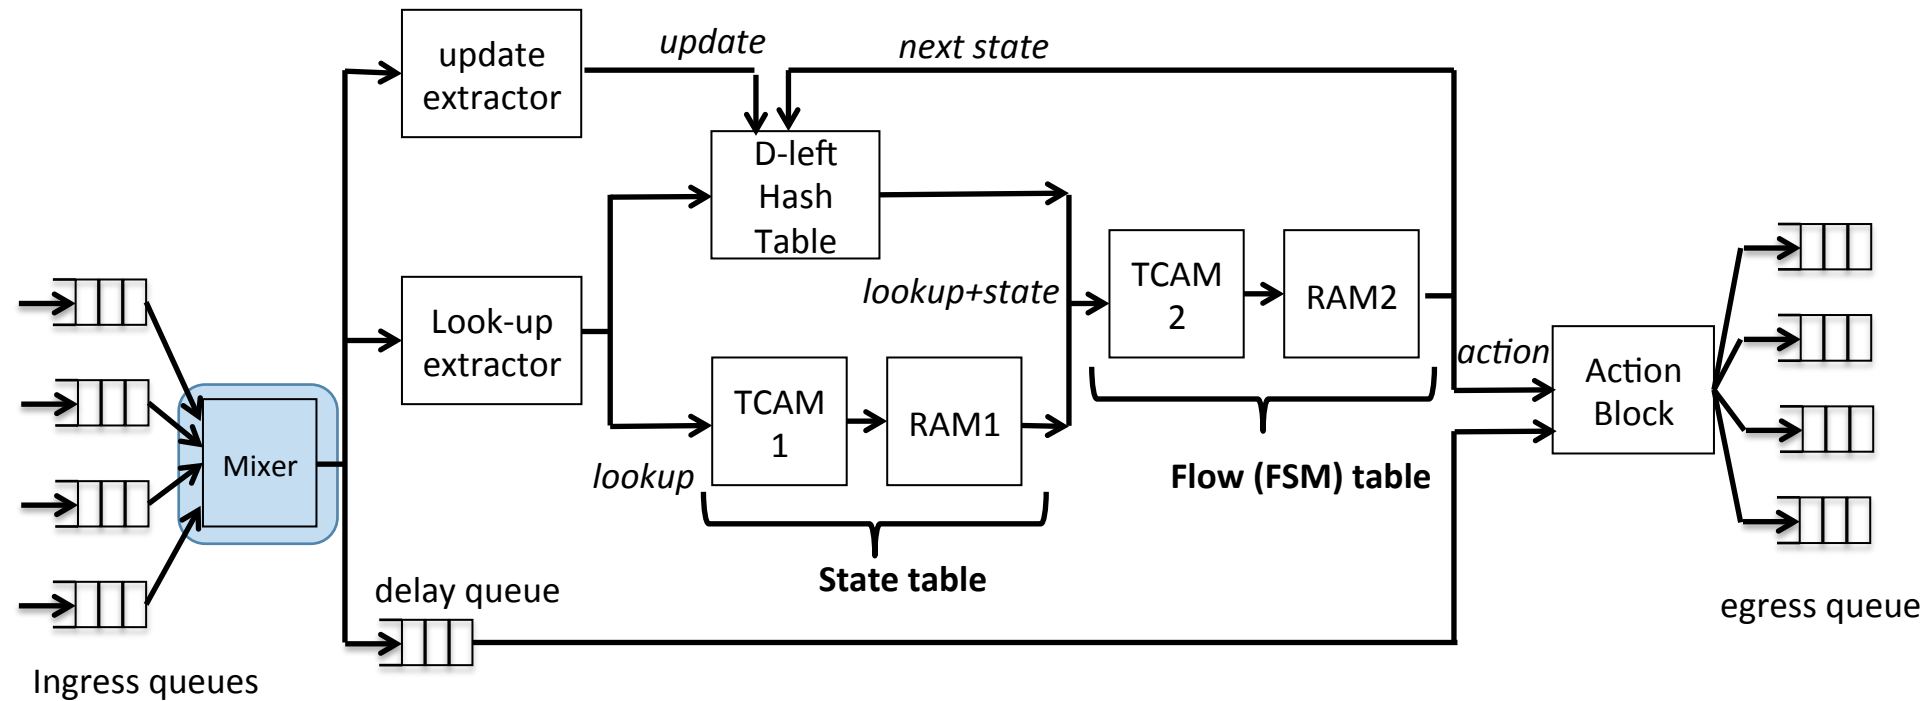 update
extractor
update
next state
D-left
Hash
Table
Look-up
extractor
lookup+state
TCAM
2
RAM2
action
Action
Block
TCAM
1
RAM1
lookup
Mixer
Flow (FSM) table
State table
delay queue
egress queue
Ingress queues